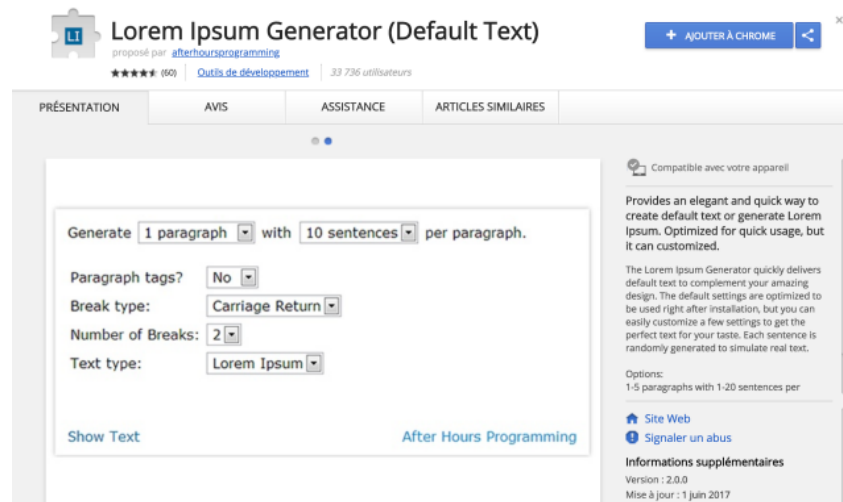 LI
Lorem Ipsum Generator (Default Text)
proposé par afterhoursprogramming
(60) Outils de développement 33 736 utilisateurs
+ AJOUTER À CHROME
×
PRÉSENTATION AVIS ASSISTANCE ARTICLES SIMILAIRES
Generate 1 paragraph with 10 sentences per paragraph.
Paragraph tags? No
Break type: Carriage Return
Number of Breaks: 2
Text type: Lorem Ipsum
Show Text After Hours Programming
Compatible avec votre appareil
Provides an elegant and quick way to
create default text or generate Lorem
Ipsum. Optimized for quick usage, but
it can customized.
The Lorem Ipsum Generator quickly delivers
default text to complement your amazing
design. The default settings are optimized to
be used right after installation, but you can
easily customize a few settings to get the
perfect text for your taste. Each sentence is
randomly generated to simulate real text.
Options:
1-5 paragraphs with 1-20 sentences per
Site Web
Signaler un abus
Informations supplémentaires
Version : 2.0.0
Mise à jour : 1 juin 2017